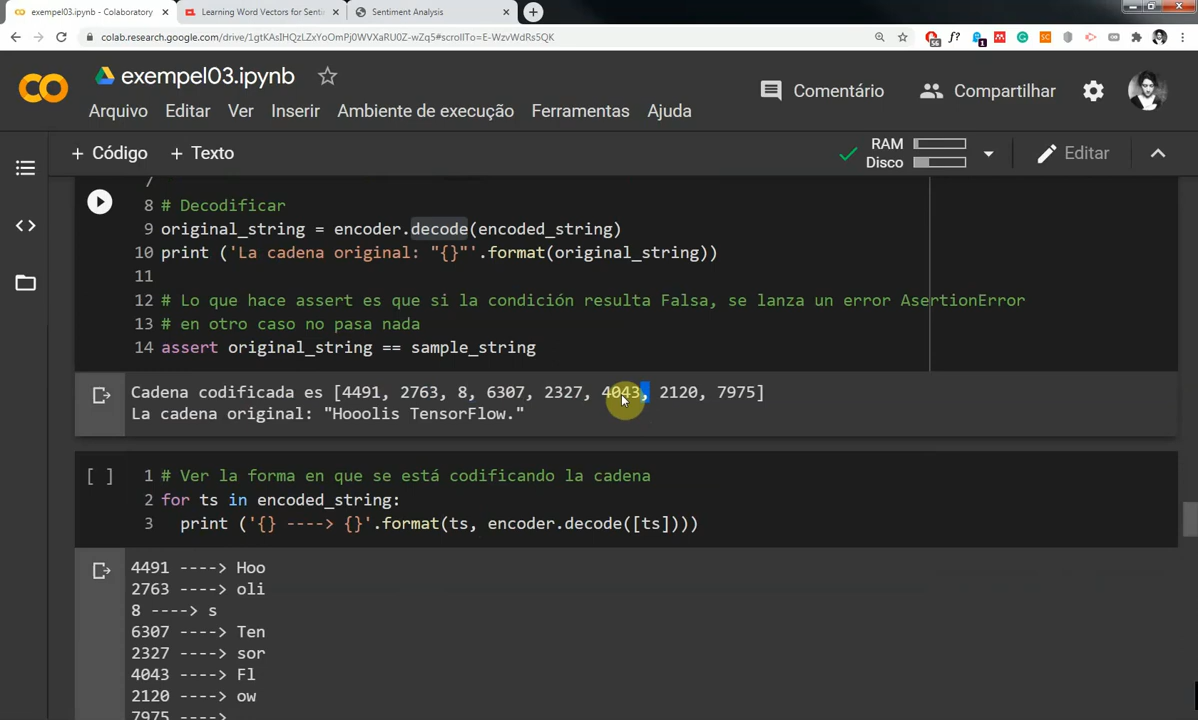 exempel03.ipynb - Colaboratory
Learning Word Vectors for Senti
Sentiment Analysis
colab.research.google.com/drive/1gtKAsIHQzLZxYoOmPj0WVXaRU0Z-wZq5#scrollTo=E-WzvWdRs5QK
exempel03.ipynb
Arquivo Editar Ver Inserir Ambiente de execução Ferramentas Ajuda
Comentário
Compartilhar
+ Código + Texto
RAM
Disco
Editar
7
8 # Decodificar
9 original_string = encoder.decode(encoded_string)
10 print ('La cadena original: "{}"'.format(original_string))
11
12 # Lo que hace assert es que si la condición resulta Falsa, se lanza un error AsertionError
13 # en otro caso no pasa nada
14 assert original_string == sample_string
Cadena codificada es [4491, 2763, 8, 6307, 2327, 4043, 2120, 7975]
La cadena original: "Hooolis TensorFlow."
[ ] 1 # Ver la forma en que se está codificando la cadena
2 for ts in encoded_string:
3 print ('{} ----> {}'.format(ts, encoder.decode([ts])))
4491 ----> Hoo
2763 ----> oli
8 ----> s
6307 ----> Ten
2327 ----> sor
4043 ----> Fl
2120 ----> ow
7975 ---->